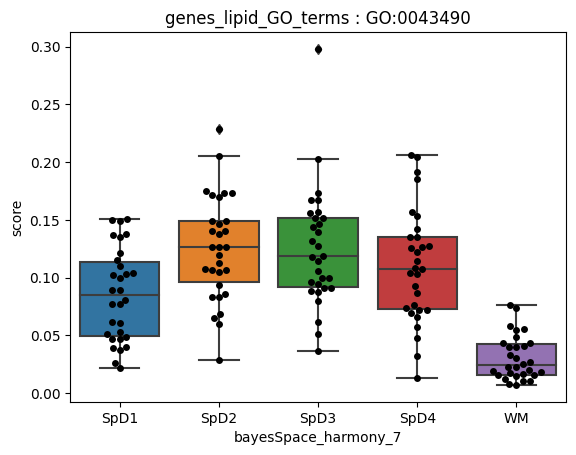 genes_lipid_GO_terms : GO:0043490
0.30
0.25
0.20
0.15
0.10
0.05
0.00
score
SpD1 SpD2 SpD3 SpD4 WM
bayesSpace_harmony_7